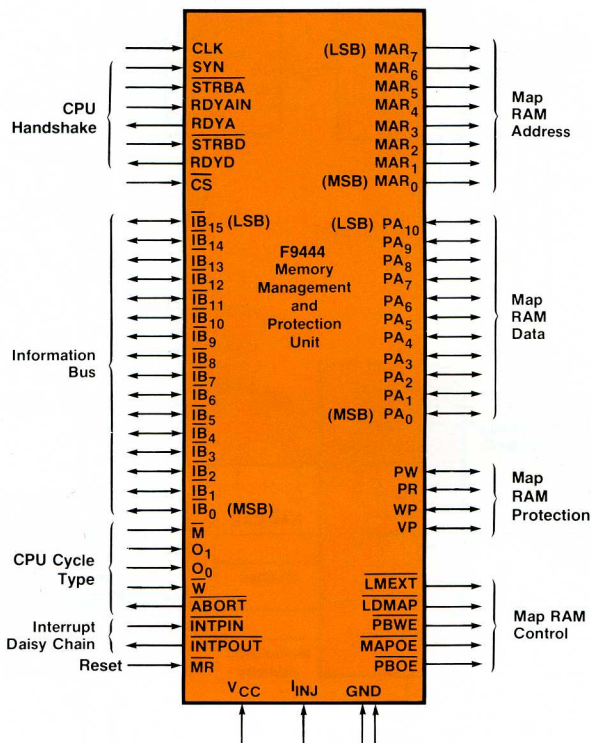 CLK
SYN
STRBA
RDYAIN
RDYA
STRBD
RDYD
CS
CPU
Handshake
(LSB) MAR7
MAR6
MAR5
MAR4
MAR3
MAR2
MAR1
(MSB) MAR0
Map
RAM
Address
IB15 (LSB)
IB14
IB13
IB12
IB11
IB10
IB9
IB8
IB7
IB6
IB5
IB4
IB3
IB2
IB1
IB0 (MSB)
Information
Bus
F9444
Memory
Management
and
Protection
Unit
(LSB) PA10
PA9
PA8
PA7
PA6
PA5
PA4
PA3
PA2
PA1
(MSB) PA0
Map
RAM
Data
PW
PR
WP
VP
Map
RAM
Protection
M
O1
O0
W
ABORT
CPU Cycle
Type
INTPIN
INTPOUT
Interrupt
Daisy Chain
Reset
MR
LMEXT
LDMAP
PBWE
MAPOE
PBOE
Map RAM
Control
VCC
IINJ
GND